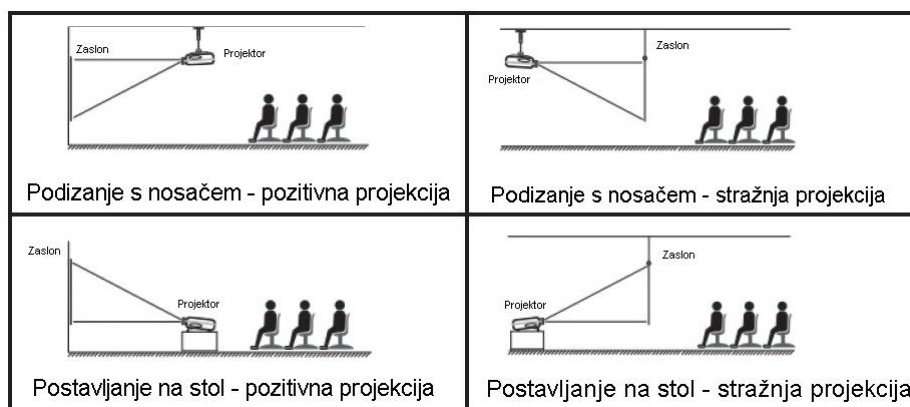 Zaslon
Projektor
Podizanje s nosačem - pozitivna projekcija
Zaslon
Projektor
Podizanje s nosačem - stražnja projekcija
Zaslon
Projektor
Postavljanje na stol - pozitivna projekcija
Zaslon
Projektor
Postavljanje na stol - stražnja projekcija